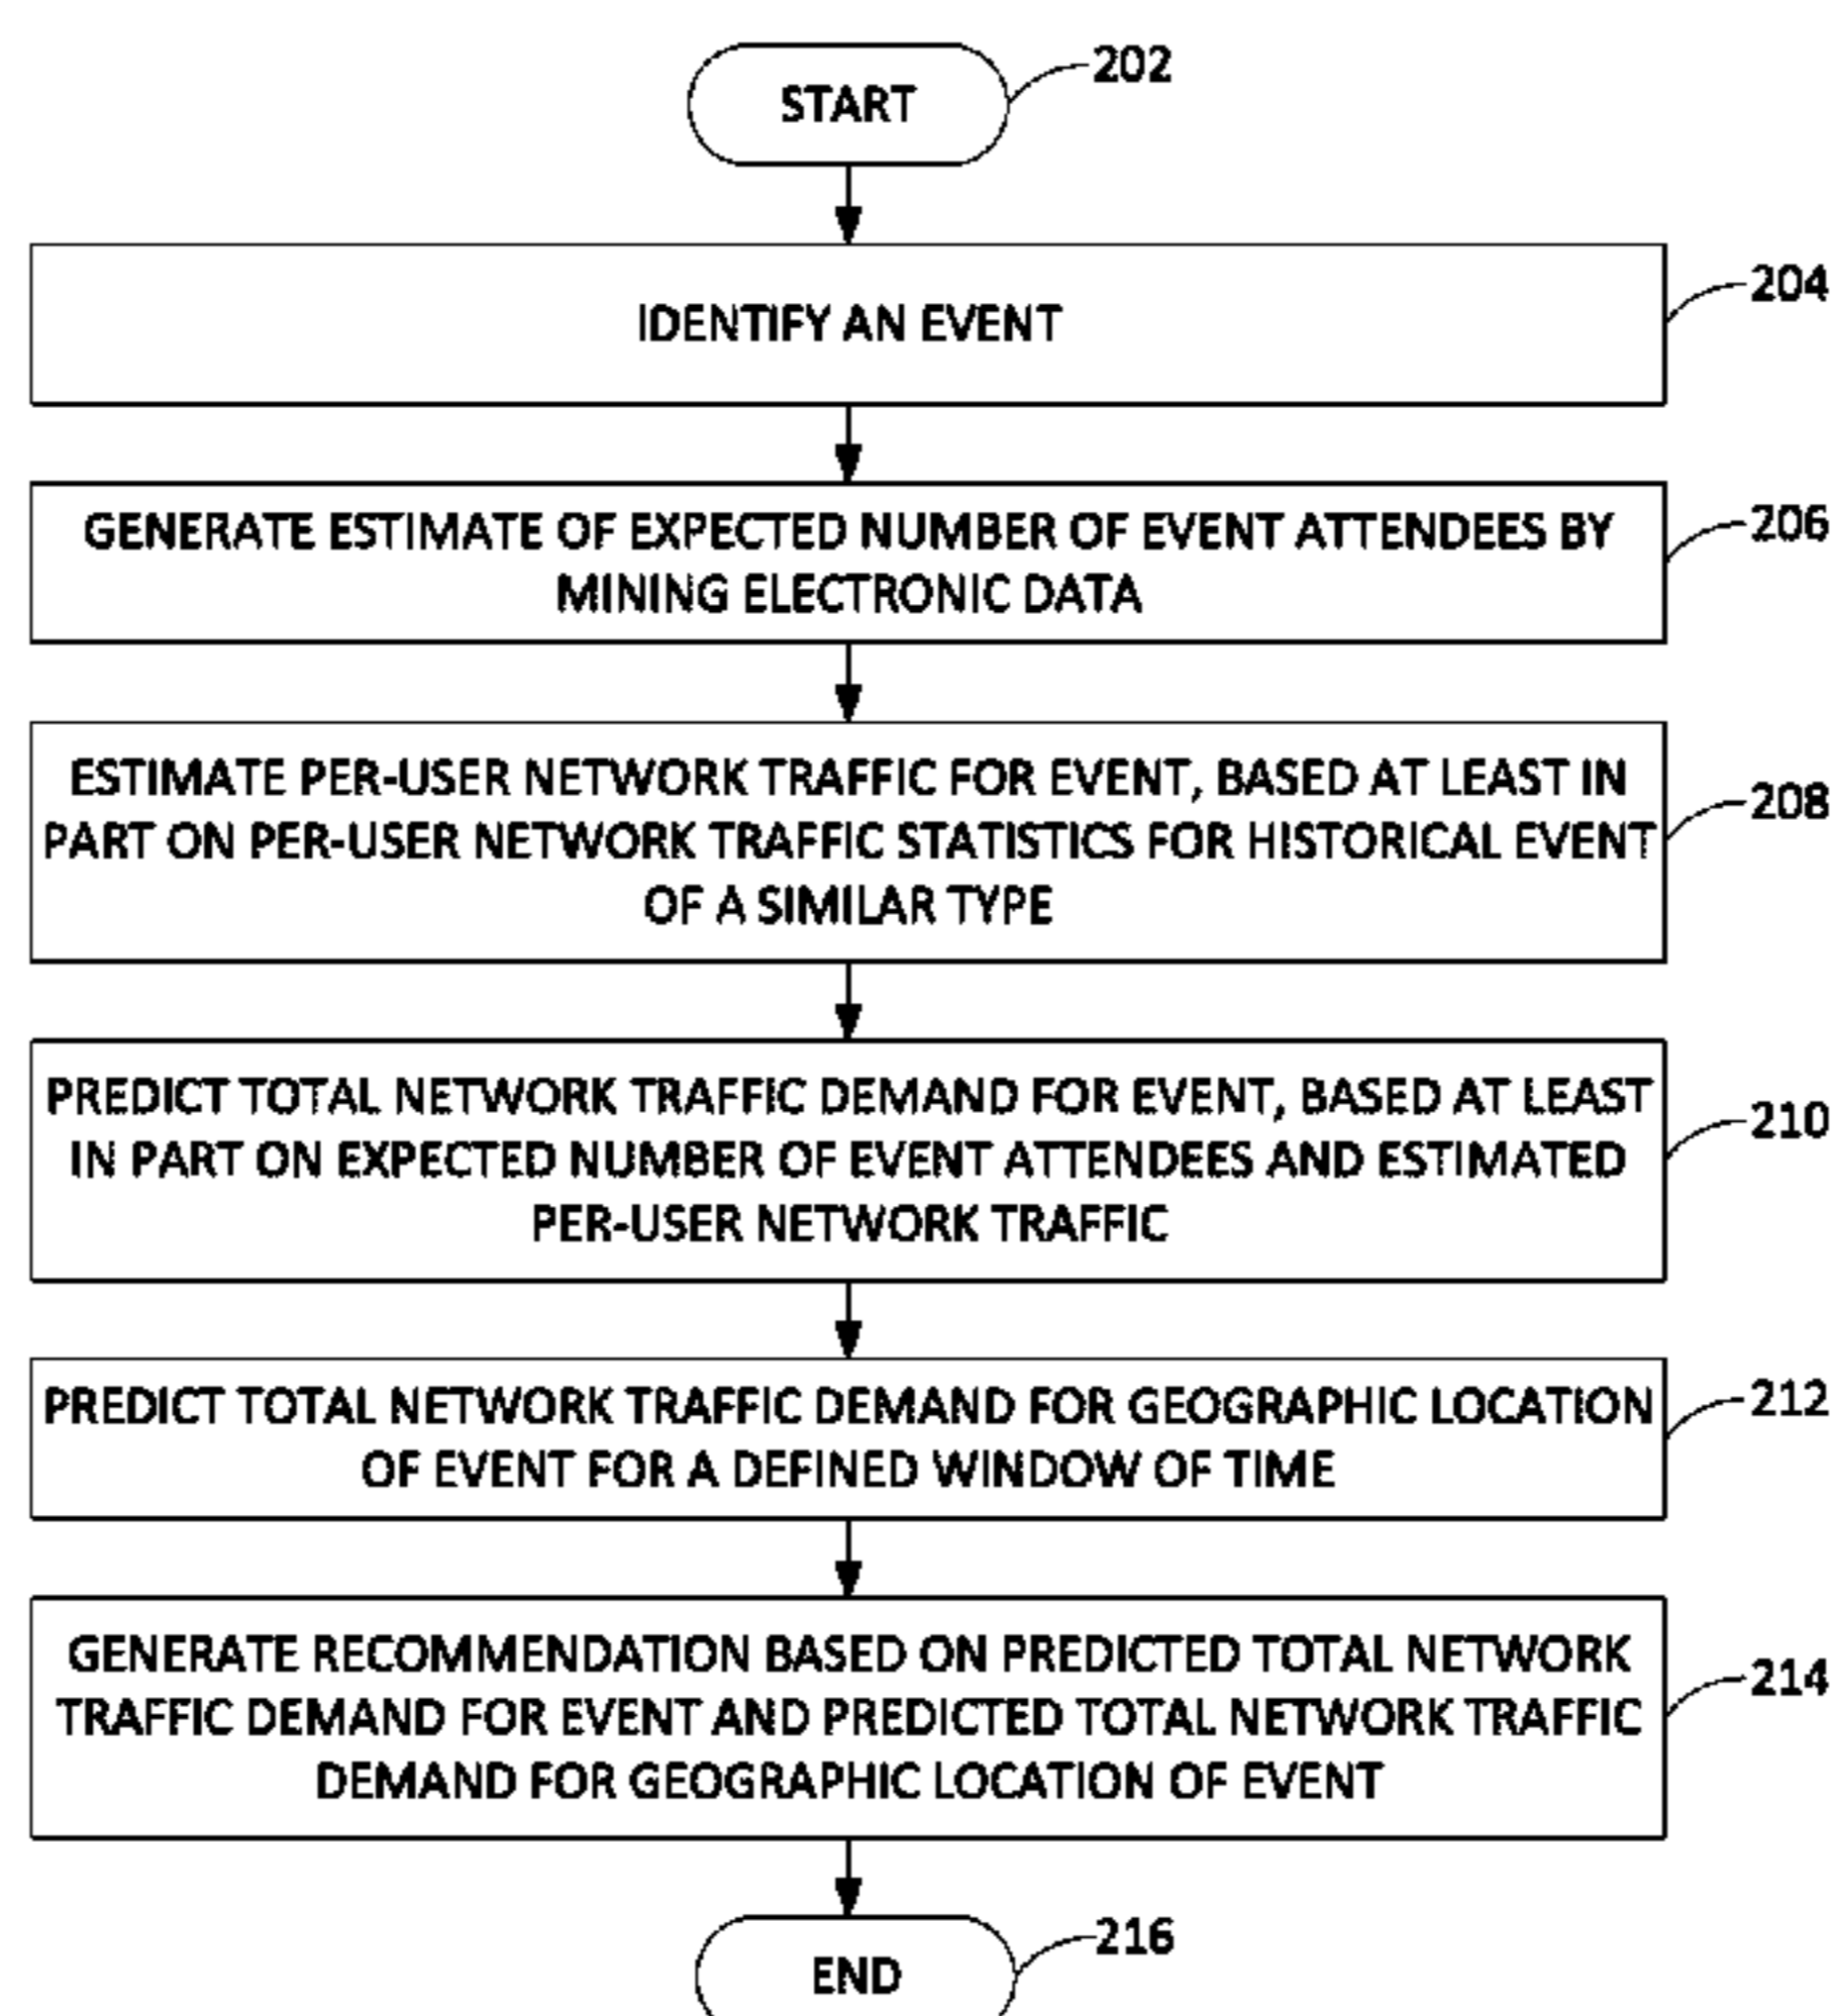 START
202
IDENTIFY AN EVENT
204
GENERATE ESTIMATE OF EXPECTED NUMBER OF EVENT ATTENDEES BY
MINING ELECTRONIC DATA
206
ESTIMATE PER-USER NETWORK TRAFFIC FOR EVENT, BASED AT LEAST IN
PART ON PER-USER NETWORK TRAFFIC STATISTICS FOR HISTORICAL EVENT
OF A SIMILAR TYPE
208
PREDICT TOTAL NETWORK TRAFFIC DEMAND FOR EVENT, BASED AT LEAST
IN PART ON EXPECTED NUMBER OF EVENT ATTENDEES AND ESTIMATED
PER-USER NETWORK TRAFFIC
210
PREDICT TOTAL NETWORK TRAFFIC DEMAND FOR GEOGRAPHIC LOCATION
OF EVENT FOR A DEFINED WINDOW OF TIME
212
GENERATE RECOMMENDATION BASED ON PREDICTED TOTAL NETWORK
TRAFFIC DEMAND FOR EVENT AND PREDICTED TOTAL NETWORK TRAFFIC
DEMAND FOR GEOGRAPHIC LOCATION OF EVENT
214
END
216